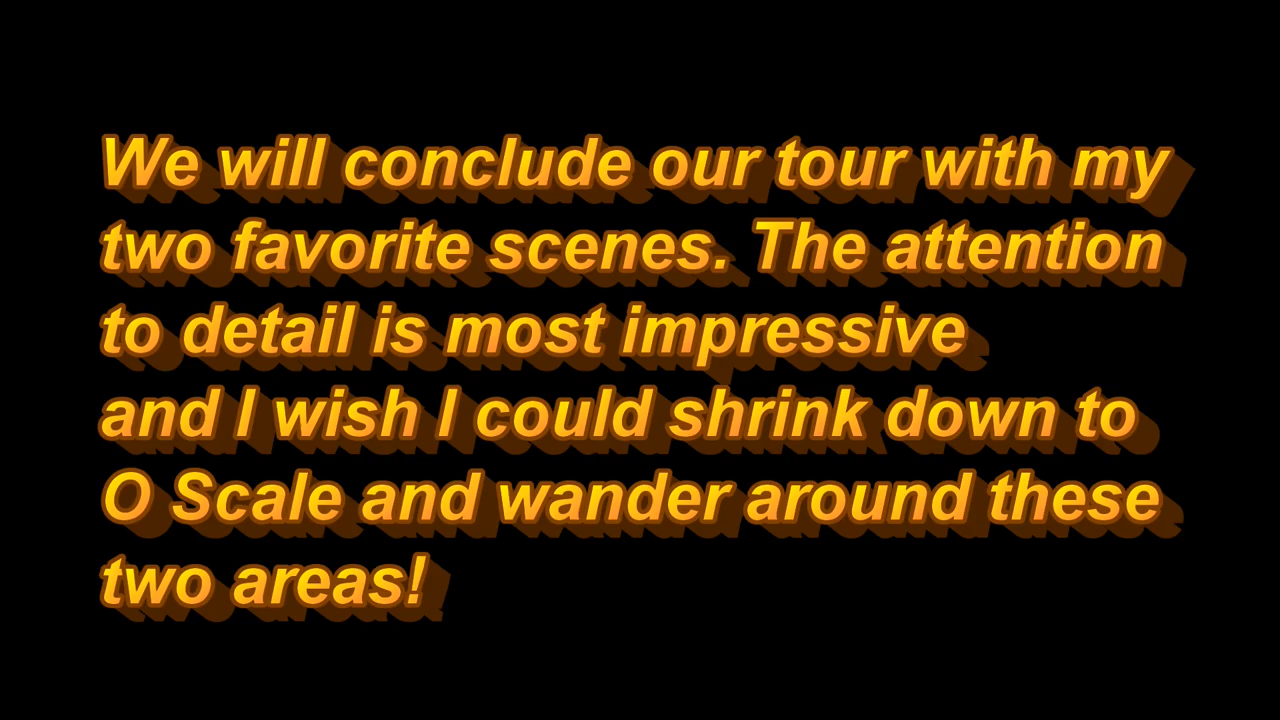 We will conclude our tour with my
two favorite scenes. The attention
to detail is most impressive
and I wish I could shrink down to
O Scale and wander around these
two areas!